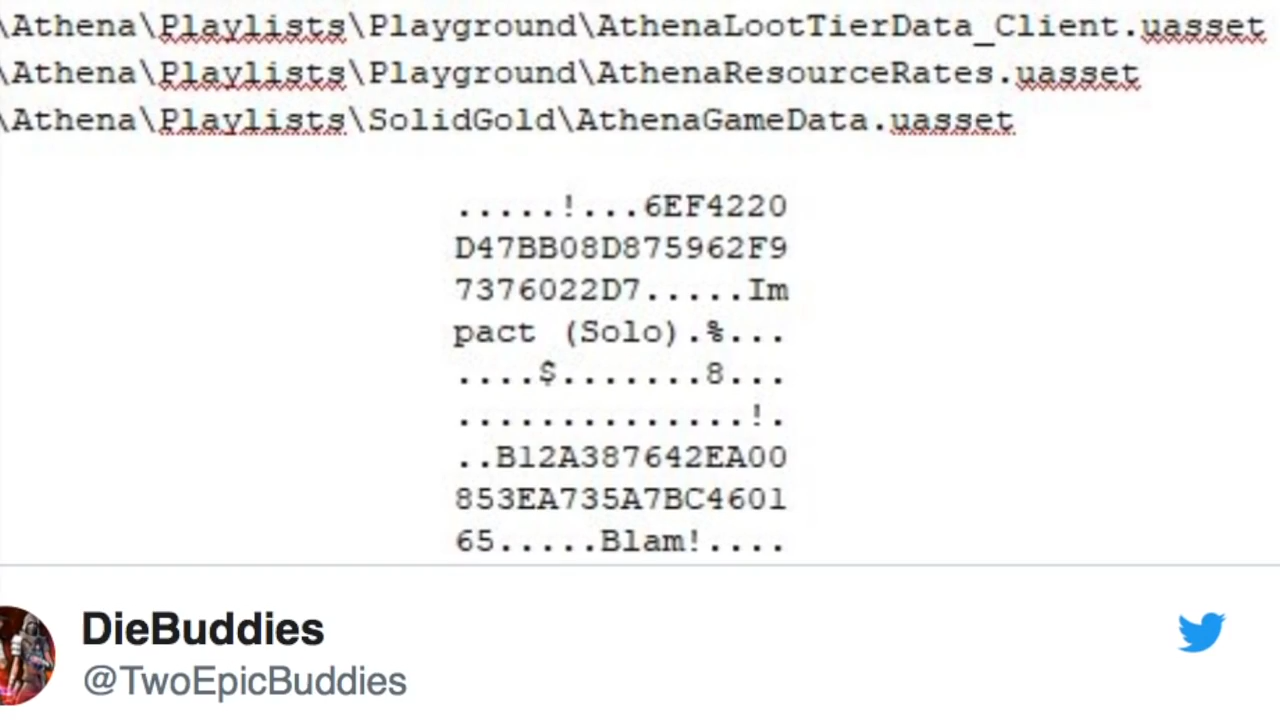 \Athena\Playlists\Playground\AthenaLootTierData_Client.uasset
\Athena\Playlists\Playground\AthenaResourceRates.uasset
\Athena\Playlists\SolidGold\AthenaGameData.uasset
.....!...6EF4220
D47BB08D875962F9
7376022D7.....Im
pact (Solo).%...
....$.......8...
..............!.
..B12A387642EA00
853EA735A7BC4601
65.....Blam!....
DieBuddies
@TwoEpicBuddies